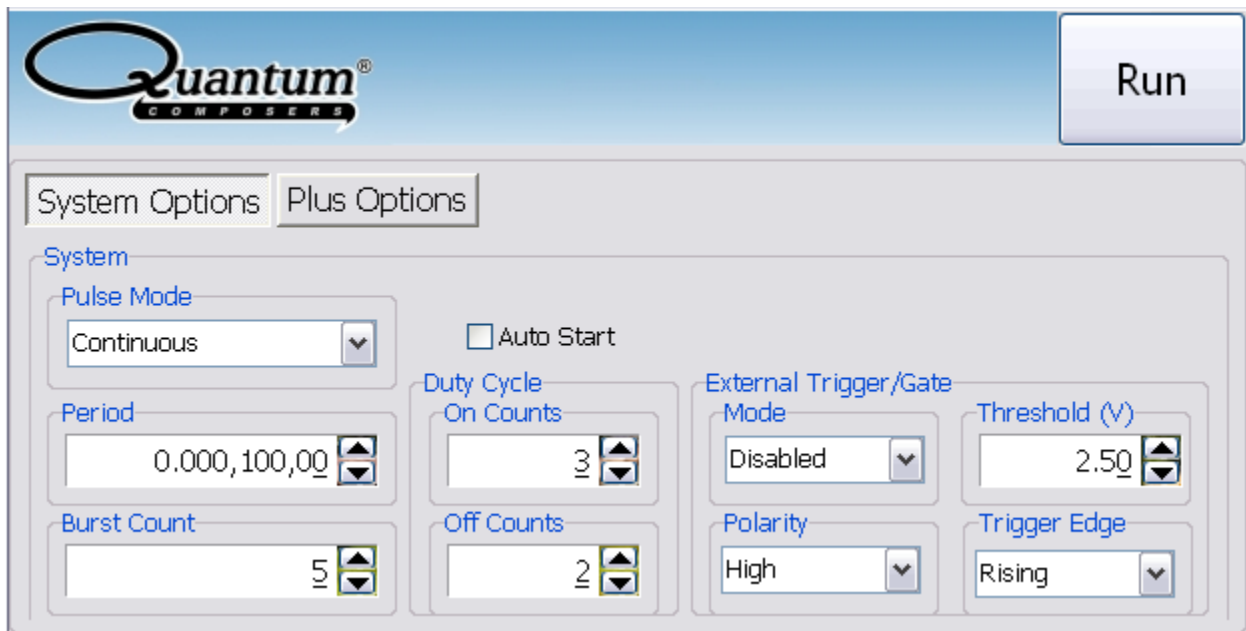 Quantum®
COMPOSERS
Run
System Options Plus Options
System
Pulse Mode
Continuous
Auto Start
Duty Cycle External Trigger/Gate
Period On Counts Mode Threshold (V)
0.000,100,00 3 Disabled 2.50
Burst Count Off Counts Polarity Trigger Edge
5 2 High Rising